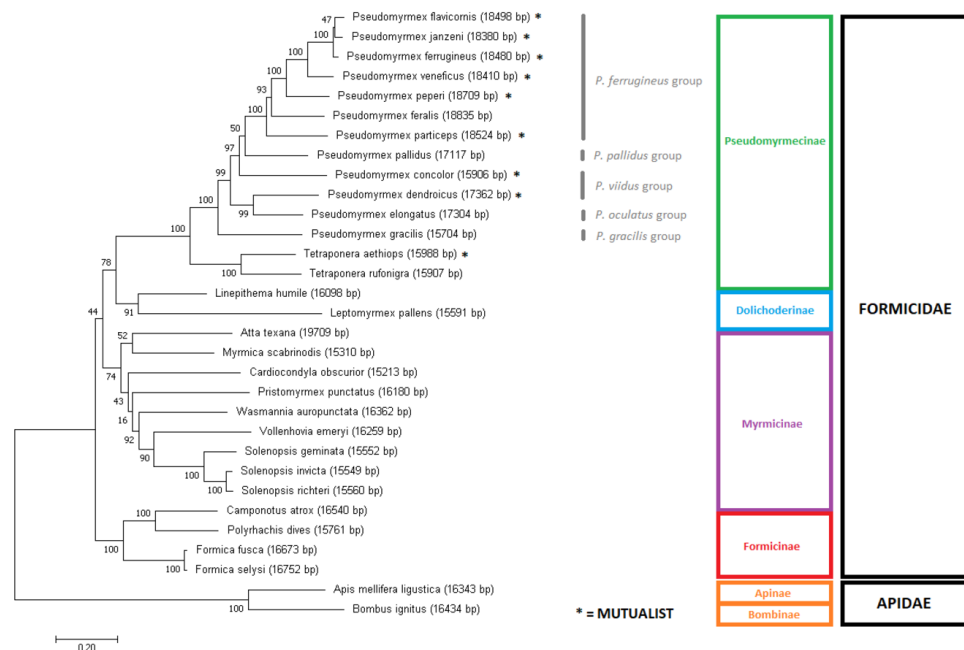 47
Pseudomyrmex flavicornis (18498 bp) *
100
Pseudomyrmex janzeni (18380 bp) *
100
Pseudomyrmex ferrugineus (18480 bp) *
100
Pseudomyrmex veneficus (18410 bp) *
93
Pseudomyrmex peperi (18709 bp) *
100
Pseudomyrmex feralis (18835 bp)
50
Pseudomyrmex particeps (18524 bp) *
97
Pseudomyrmex pallidus (17117 bp)
99
Pseudomyrmex concolor (15906 bp) *
100
Pseudomyrmex dendroicus (17362 bp) *
99
Pseudomyrmex elongatus (17304 bp)
100
Pseudomyrmex gracilis (15704 bp)
Tetraponera aethiops (15988 bp) *
100
Tetraponera rufonigra (15907 bp)
78
Linepithema humile (16098 bp)
44
91
Leptomyrmex pallens (15591 bp)
52
Atta texana (19709 bp)
Myrmica scabrinodis (15310 bp)
74
Cardiocondyla obscurior (15213 bp)
43
Pristomyrmex punctatus (16180 bp)
16
Wasmannia auropunctata (16362 bp)
92
Vollenhovia emeryi (16259 bp)
90
Solenopsis geminata (15552 bp)
100
Solenopsis invicta (15549 bp)
100
Solenopsis richteri (15560 bp)
100
Camponotus atrox (16540 bp)
Polyrhachis dives (15761 bp)
100
Formica fusca (16673 bp)
100
Formica selysi (16752 bp)
Apis mellifera ligustica (16343 bp)
100
Bombus ignitus (16434 bp)
0.20
P. ferrugineus group
P. pallidus group
P. viidus group
P. oculatus group
P. gracilis group
* = MUTUALIST
Pseudomyrmecinae
Dolichoderinae
Myrmicinae
Formicinae
Apinae
Bombinae
FORMICIDAE
APIDAE